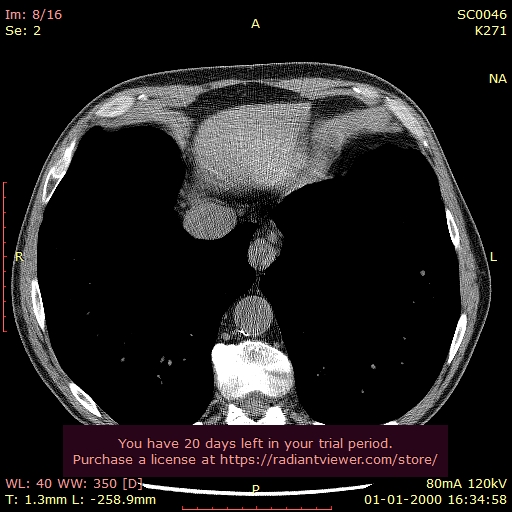 Im: 8/16
Se: 2
A
SC0046
K271
NA
R
L
You have 20 days left in your trial period.
Purchase a license at https://radiantviewer.com/store/
WL: 40 WW: 350 [D]
T: 1.3mm L: -258.9mm
P
80mA 120kV
01-01-2000 16:34:58